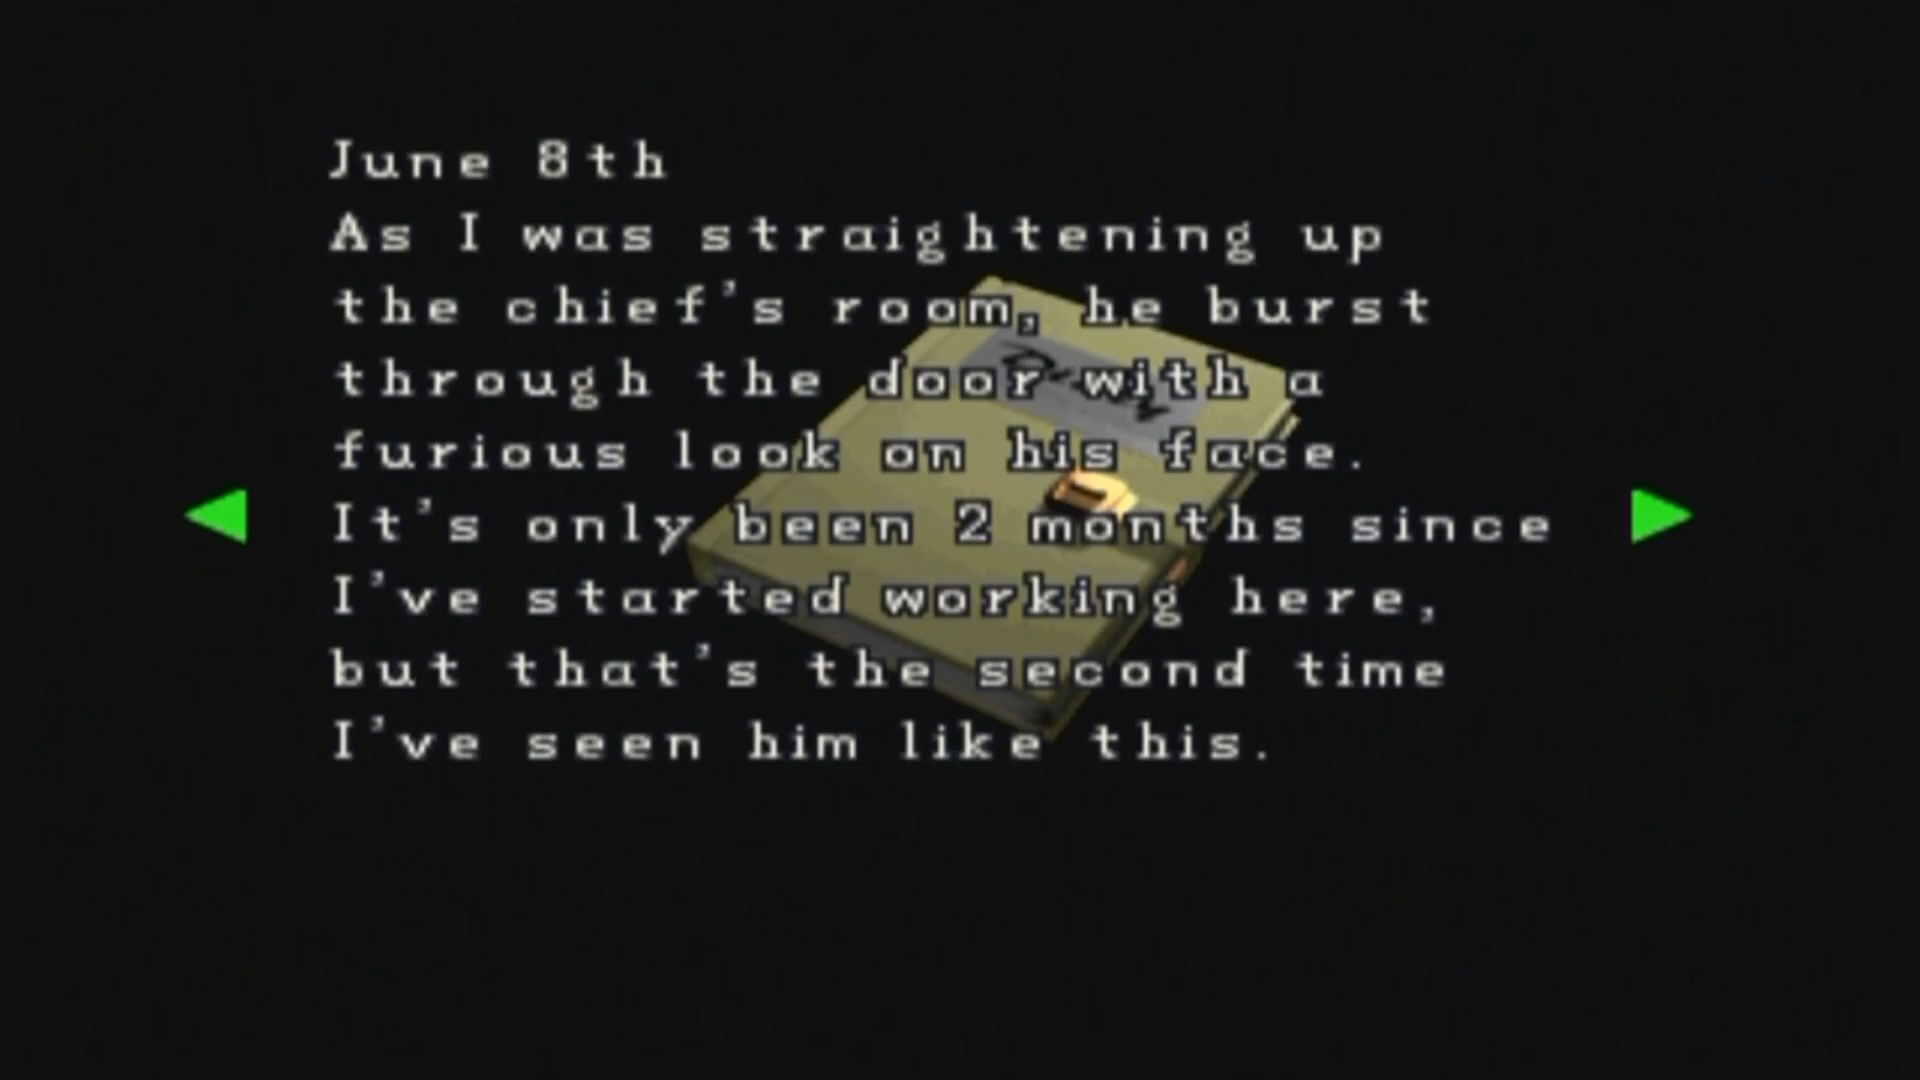 June 8th
As I was straightening up
the chief's room, he burst
through the door with a
furious look on his face.
It's only been 2 months since
I've started working here,
but that's the second time
I've seen him like this.